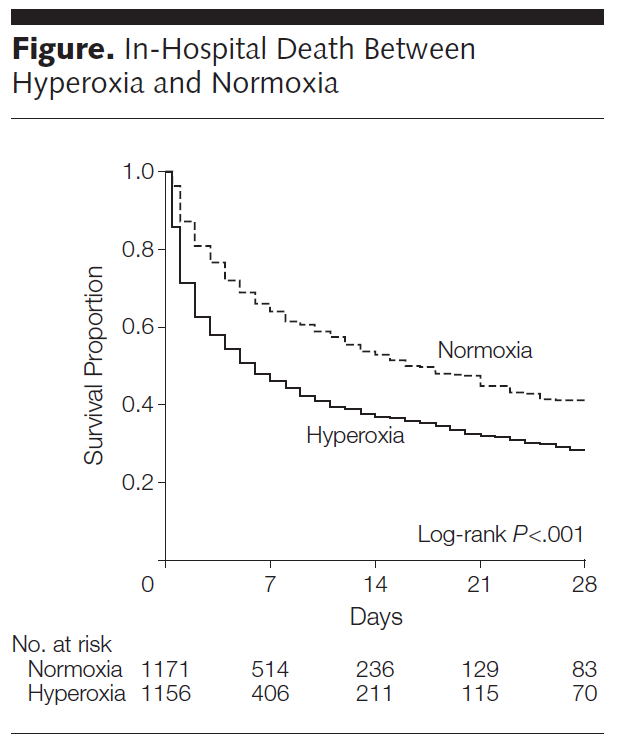 Figure. In-Hospital Death Between
Hyperoxia and Normoxia
1.0
0.8
0.6
0.4
0.2
Survival Proportion
Normoxia
Hyperoxia
Log-rank P<.001
0 7 14 21 28
Days
No. at risk
Normoxia 1171 514 236 129 83
Hyperoxia 1156 406 211 115 70